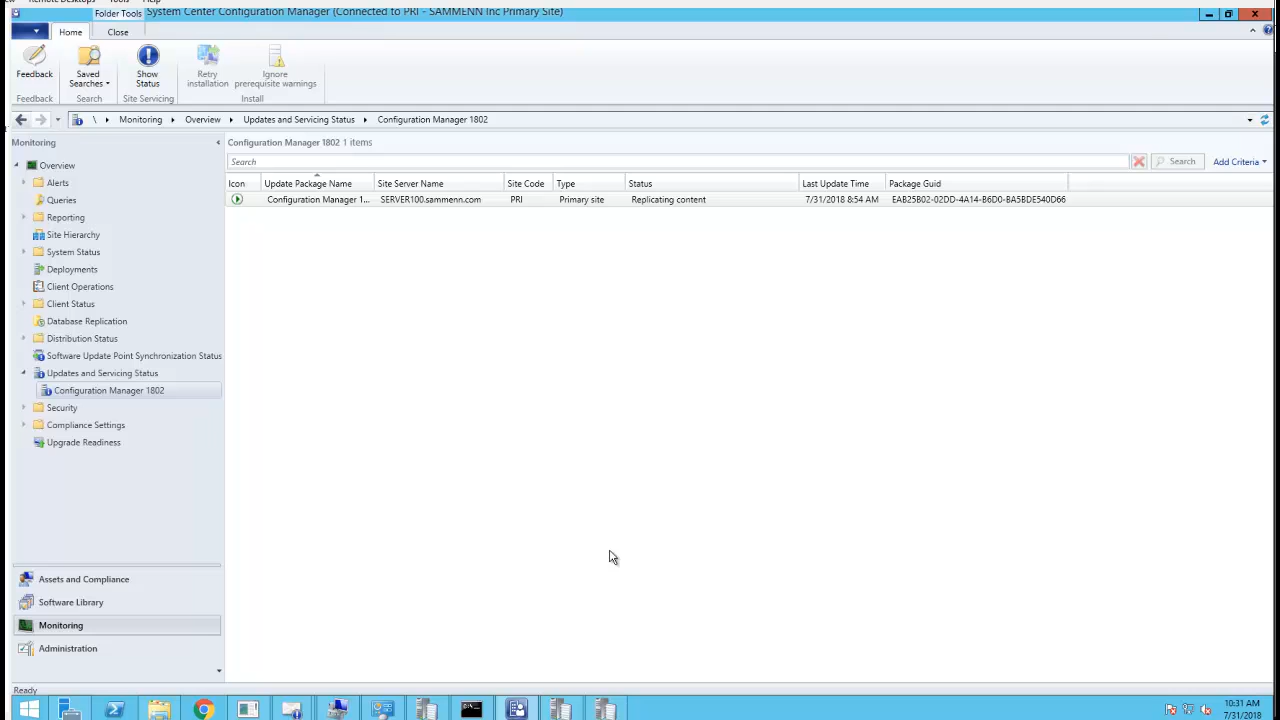 Remote Desktops Tools Help
Folder Tools System Center Configuration Manager (Connected to PRI - SAMMENN Inc Primary Site)
Home Close
Feedback
Saved Searches
Show Status
Retry installation
Ignore prerequisite warnings
Feedback Search Site Servicing Install
\ Monitoring Overview Updates and Servicing Status Configuration Manager 1802
Monitoring
Overview
Alerts
Queries
Reporting
Site Hierarchy
System Status
Deployments
Client Operations
Client Status
Database Replication
Distribution Status
Software Update Point Synchronization Status
Updates and Servicing Status
Configuration Manager 1802
Security
Compliance Settings
Upgrade Readiness
Assets and Compliance
Software Library
Monitoring
Administration
Configuration Manager 1802 1 items
Search Search Add Criteria
Icon Update Package Name Site Server Name Site Code Type Status Last Update Time Package Guid
Configuration Manager 1... SERVER100.sammenn.com PRI Primary site Replicating content 7/31/2018 8:54 AM EAB25B02-02DD-4A14-B6D0-BA5BDE540D66
Ready
10:31 AM
7/31/2018